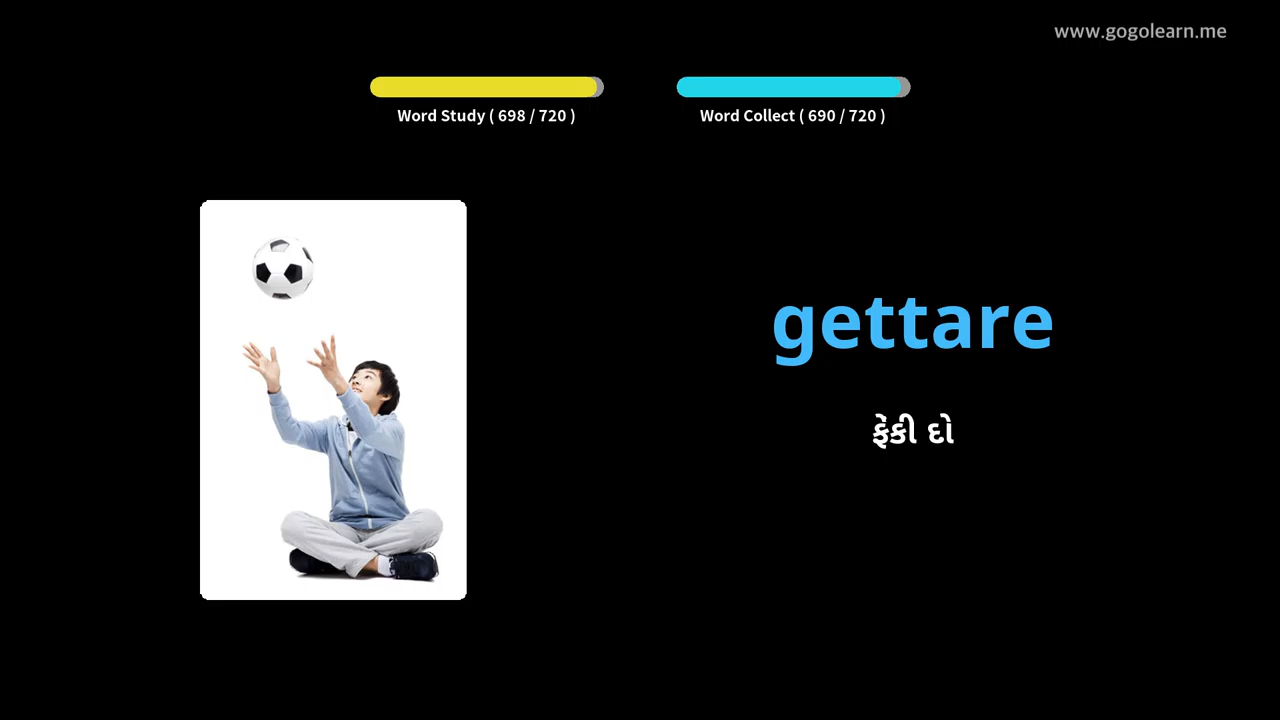 www.gogolearn.me
Word Study ( 698 / 720 )
Word Collect ( 690 / 720 )
gettare
ફેંકી દો